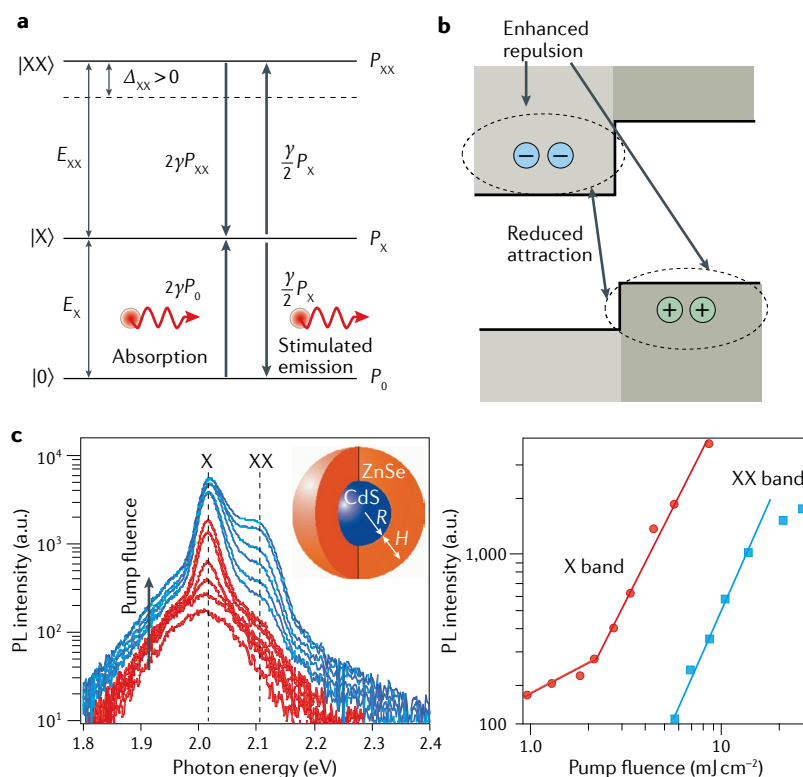 a
|XX⟩
Δ_XX > 0
P_XX
E_XX
2γP_XX
γ/2 P_X
|X⟩
P_X
E_X
2γP_0
γ/2 P_X
Absorption
Stimulated
emission
|0⟩
P_0
b
Enhanced
repulsion
− −
Reduced
attraction
+ +
c
PL intensity (a.u.)
10^4
10^3
10^2
10^1
X
XX
Pump fluence
ZnSe
CdS
R
H
1.8 1.9 2.0 2.1 2.2 2.3 2.4
Photon energy (eV)
PL intensity (a.u.)
1,000
100
X band
XX band
1.0 10
Pump fluence (mJ cm⁻²)